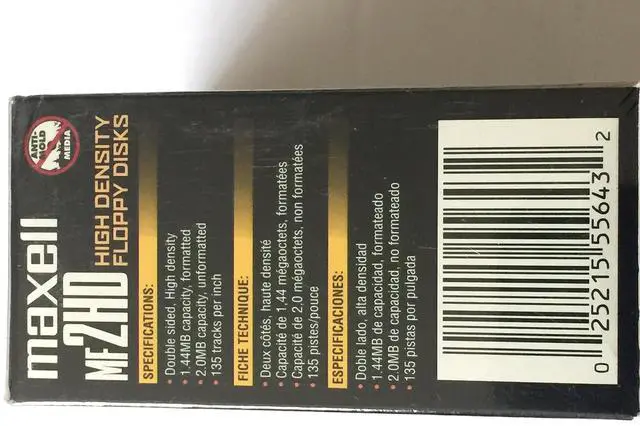 maxell
MF2HD
HIGH DENSITY
FLOPPY DISKS
ANTI-
MOLD
MEDIA
SPECIFICATIONS:
• Double sided, High density
• 1.44MB capacity, formatted
• 2.0MB capacity, unformatted
• 135 tracks per inch
FICHE TECHNIQUE:
• Deux côtés, haute densité
• Capacité de 1,44 mégaoctets, formatées
• Capacité de 2,0 mégaoctets, non formatées
• 135 pistes/pouce
ESPECIFICACIONES:
• Doble lado, alta densidad
• 1.44MB de capacidad, formateado
• 2.0MB de capacidad, no formateado
• 135 pistas por pulgada
0 25215 55643 2